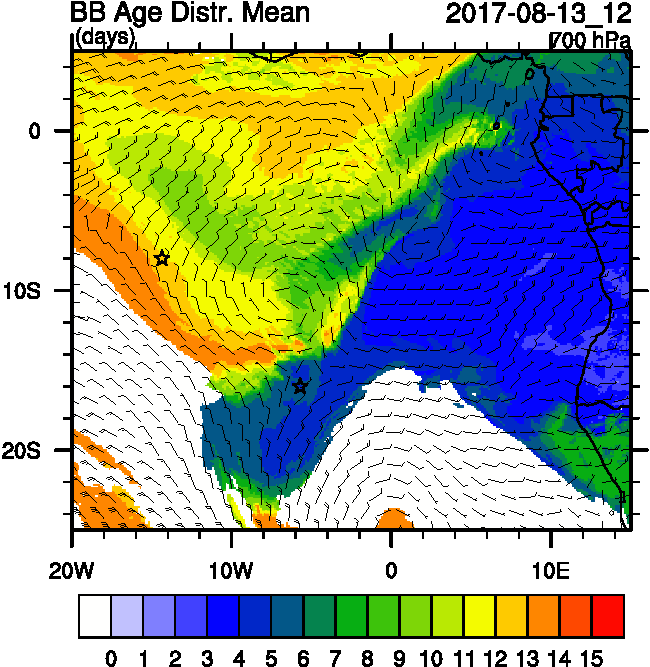 BB Age Distr. Mean 2017-08-13_12
(days) 700 hPa
0
10S
20S
20W 10W 0 10E
0 1 2 3 4 5 6 7 8 9 10 11 12 13 14 15